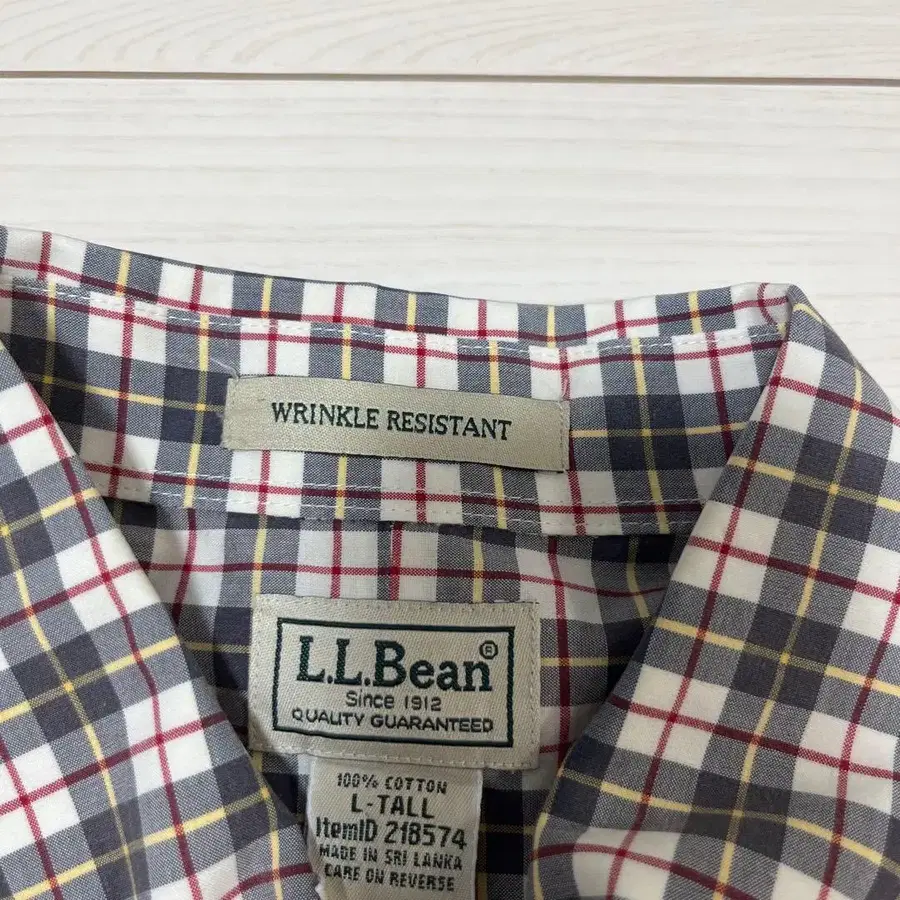 WRINKLE RESISTANT
L.L.Bean®
Since 1912
QUALITY GUARANTEED
100% COTTON
L-TALL
ItemID 218574
MADE IN SRI LANKA
CARE ON REVERSE